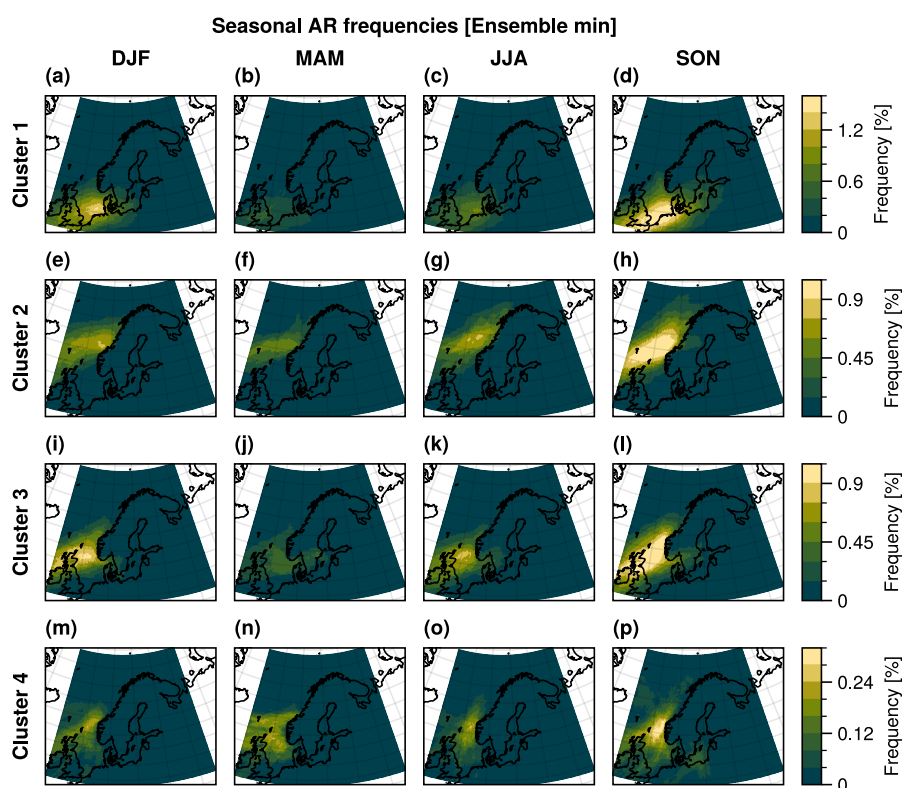 Seasonal AR frequencies [Ensemble min]
DJF MAM JJA SON
(a) (b) (c) (d)
Cluster 1
1.2
0.6
0
Frequency [%]
(e) (f) (g) (h)
Cluster 2
0.9
0.45
0
Frequency [%]
(i) (j) (k) (l)
Cluster 3
0.9
0.45
0
Frequency [%]
(m) (n) (o) (p)
Cluster 4
0.24
0.12
0
Frequency [%]